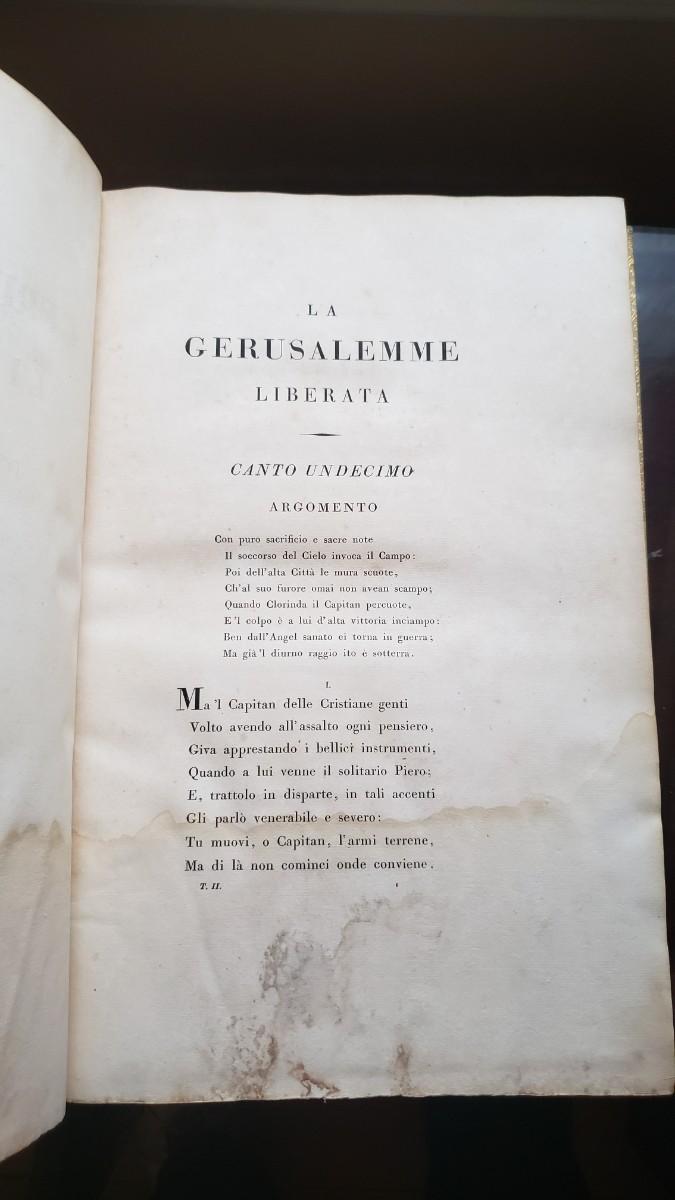 LA
GERUSALEMME
LIBERATA
CANTO UNDECIMO
ARGOMENTO
Con puro sacrificio e sacre note
Il soccorso del Cielo invoca il Campo:
Poi dell'alta Città le mura scuote,
Ch'al suo furore omai non avean scampo;
Quando Clorinda il Capitan percuote,
E'l colpo è a lui d'alta vittoria inciampo:
Ben dall'Angel sanato ei torna in guerra;
Ma già'l diurno raggio ito è sotterra.
I.
Ma'l Capitan delle Cristiane genti
Volto avendo all'assalto ogni pensiero,
Giva apprestando i bellici instrumenti,
Quando a lui venne il solitario Piero;
E, trattolo in disparte, in tali accenti
Gli parlò venerabile e severo:
Tu muovi, o Capitan, l'armi terrene,
Ma di là non cominci onde conviene.
T. II. 1